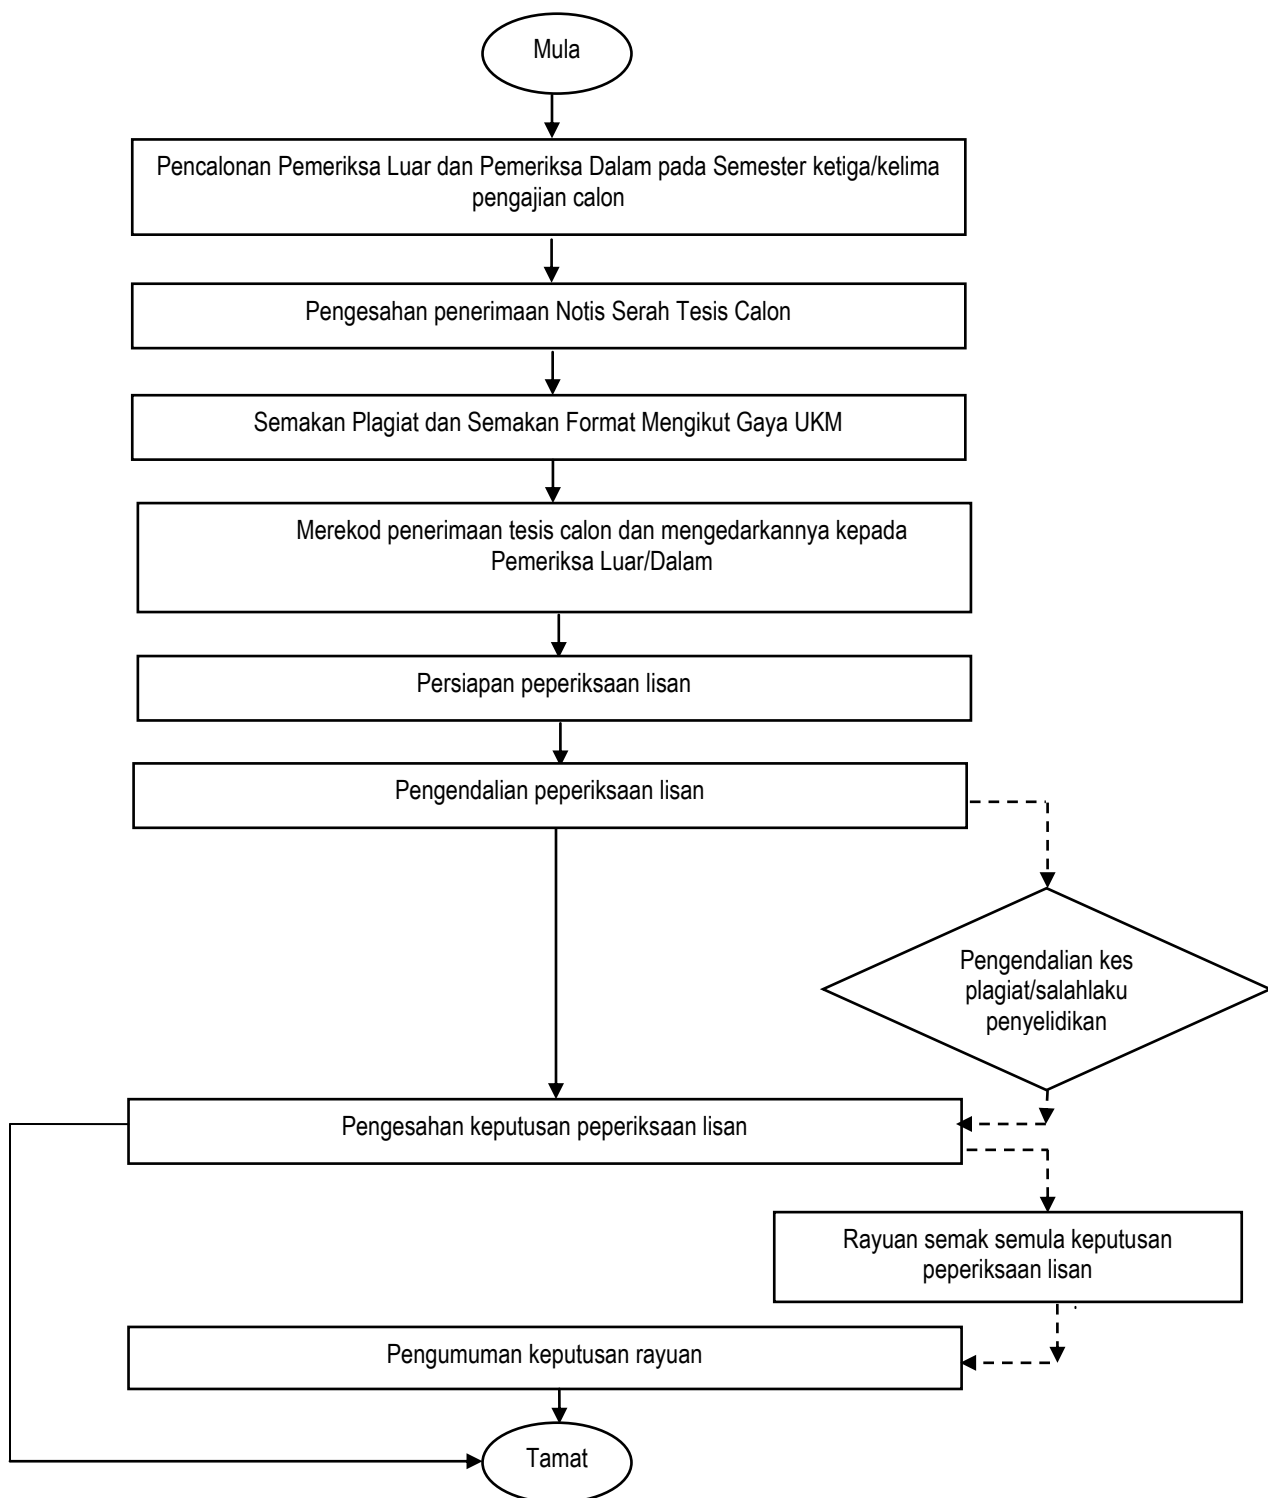 Mula
Pencalonan Pemeriksa Luar dan Pemeriksa Dalam pada Semester ketiga/kelima
pengajian calon
Pengesahan penerimaan Notis Serah Tesis Calon
Semakan Plagiat dan Semakan Format Mengikut Gaya UKM
Merekod penerimaan tesis calon dan mengedarkannya kepada
Pemeriksa Luar/Dalam
Persiapan peperiksaan lisan
Pengendalian peperiksaan lisan
Pengendalian kes
plagiat/salahlaku
penyelidikan
Pengesahan keputusan peperiksaan lisan
Rayuan semak semula keputusan
peperiksaan lisan
Pengumuman keputusan rayuan
Tamat